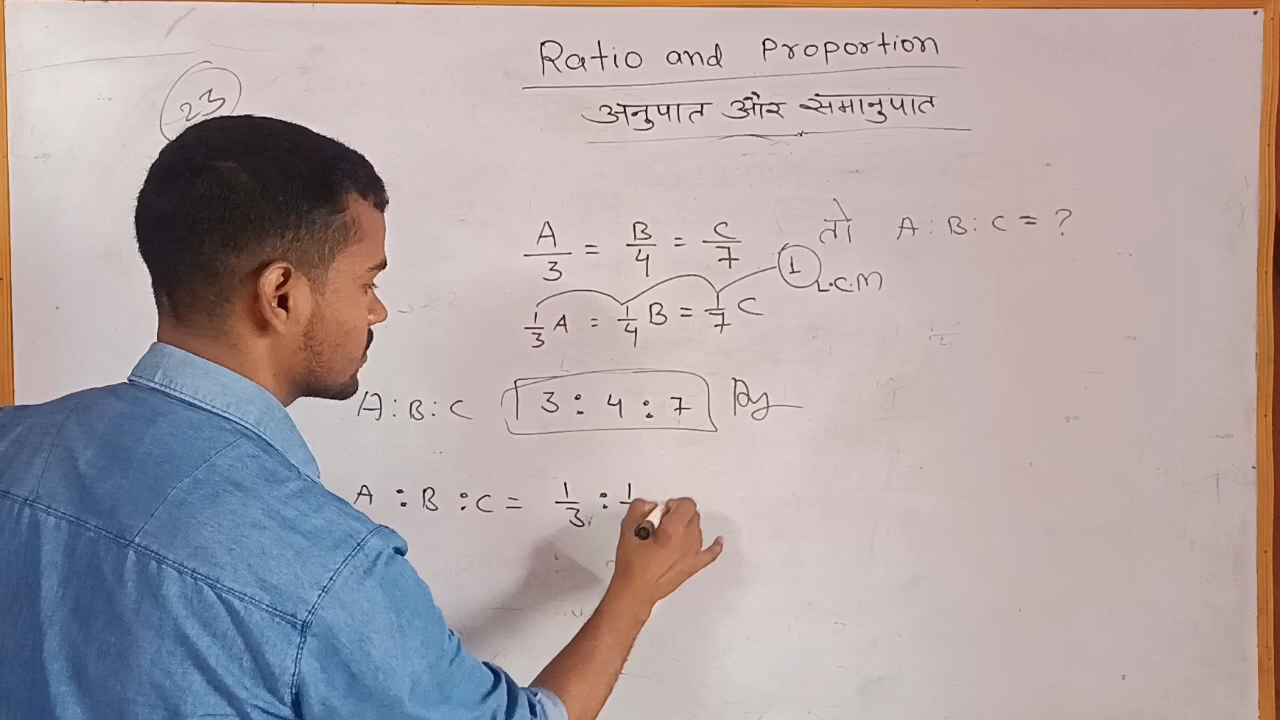 Ratio and Proportion
23
अनुपात और समानुपात
A/3 = B/4 = C/7 तो A : B : C = ?
1 L.C.M
1/3 A = 1/4 B = 1/7 C
A : B : C 3 : 4 : 7
A : B : C = 1/3 : 1